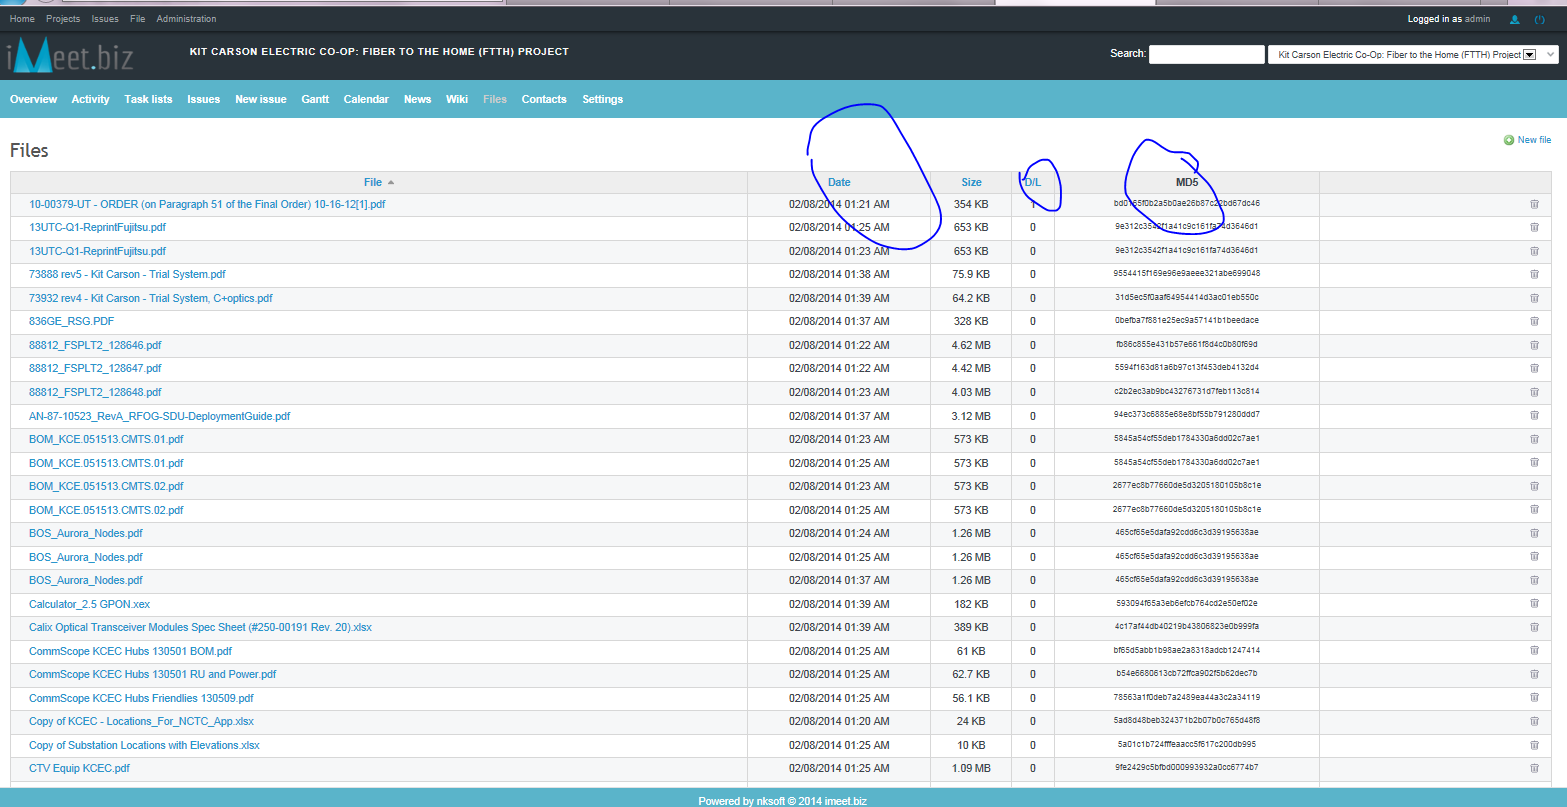 Home Projects Issues File Administration Logged in as admin
iMeet.biz KIT CARSON ELECTRIC CO-OP: FIBER TO THE HOME (FTTH) PROJECT Search: Kit Carson Electric Co-Op: Fiber to the Home (FTTH) Project
Overview Activity Task lists Issues New issue Gantt Calendar News Wiki Files Contacts Settings
New file
Files
File Date Size D/L MD5
10-00379-UT - ORDER (on Paragraph 51 of the Final Order) 10-16-12[1].pdf 02/08/2014 01:21 AM 354 KB 1
13UTC-Q1-ReprintFujitsu.pdf 02/08/2014 01:25 AM 653 KB 0 9e312c3542f1a41c9c161fa74d3646d1
13UTC-Q1-ReprintFujitsu.pdf 02/08/2014 01:23 AM 653 KB 0 9e312c3542f1a41c9c161fa74d3646d1
73888 rev5 - Kit Carson - Trial System.pdf 02/08/2014 01:38 AM 75.9 KB 0 9554415f169e96e9aeee321abe699048
73932 rev4 - Kit Carson - Trial System, C+optics.pdf 02/08/2014 01:39 AM 64.2 KB 0 31d5ec5f0aaf64954414d3ac01eb550c
836GE_RSG.PDF 02/08/2014 01:37 AM 328 KB 0 0befba7f881e25ec9a57141b1beedace
88812_FSPLT2_128646.pdf 02/08/2014 01:22 AM 4.62 MB 0 fb86c855e431b57e661f8d4c0b80f69d
88812_FSPLT2_128647.pdf 02/08/2014 01:22 AM 4.42 MB 0 5594f163d81a6b97c13f453deb4132d4
88812_FSPLT2_128648.pdf 02/08/2014 01:23 AM 4.03 MB 0 c2b2ec3ab9bc43276731d7feb113c814
AN-87-10523_RevA_RFOG-SDU-DeploymentGuide.pdf 02/08/2014 01:37 AM 3.12 MB 0 94ec373c6885e68e8bf55b791280ddd7
BOM_KCE.051513.CMTS.01.pdf 02/08/2014 01:23 AM 573 KB 0 5845a54cf55deb1784330a6dd02c7ae1
BOM_KCE.051513.CMTS.01.pdf 02/08/2014 01:25 AM 573 KB 0 5845a54cf55deb1784330a6dd02c7ae1
BOM_KCE.051513.CMTS.02.pdf 02/08/2014 01:23 AM 573 KB 0 2677ec8b77660de5d3205180105b8c1e
BOM_KCE.051513.CMTS.02.pdf 02/08/2014 01:25 AM 573 KB 0 2677ec8b77660de5d3205180105b8c1e
BOS_Aurora_Nodes.pdf 02/08/2014 01:24 AM 1.26 MB 0 465cf65e5dafa92cdd6c3d39195638ae
BOS_Aurora_Nodes.pdf 02/08/2014 01:25 AM 1.26 MB 0 465cf65e5dafa92cdd6c3d39195638ae
BOS_Aurora_Nodes.pdf 02/08/2014 01:37 AM 1.26 MB 0 465cf65e5dafa92cdd6c3d39195638ae
Calculator_2.5 GPON.xex 02/08/2014 01:39 AM 182 KB 0 593094f65a3eb6efcb764cd2e50ef02e
Calix Optical Transceiver Modules Spec Sheet (#250-00191 Rev. 20).xlsx 02/08/2014 01:39 AM 389 KB 0 4c17af44db40219b43806823e0b999fa
CommScope KCEC Hubs 130501 BOM.pdf 02/08/2014 01:25 AM 61 KB 0 bf65d5abb1b98ae2a8318adcb1247414
CommScope KCEC Hubs 130501 RU and Power.pdf 02/08/2014 01:25 AM 62.7 KB 0 b54e6680613cb72ffca902f5b62dec7b
CommScope KCEC Hubs Friendlies 130509.pdf 02/08/2014 01:25 AM 56.1 KB 0 78563a1f0deb7a2489ea44a3c2a34119
Copy of KCEC - Locations_For_NCTC_App.xlsx 02/08/2014 01:20 AM 24 KB 0 5ad8d48beb324371b2b07b0c765d48f8
Copy of Substation Locations with Elevations.xlsx 02/08/2014 01:25 AM 10 KB 0 5a01c1b724fffeaacc5f617c200db995
CTV Equip KCEC.pdf 02/08/2014 01:25 AM 1.09 MB 0 9fe2429c5bfbd000993932a0cc6774b7
Powered by nksoft © 2014 imeet.biz